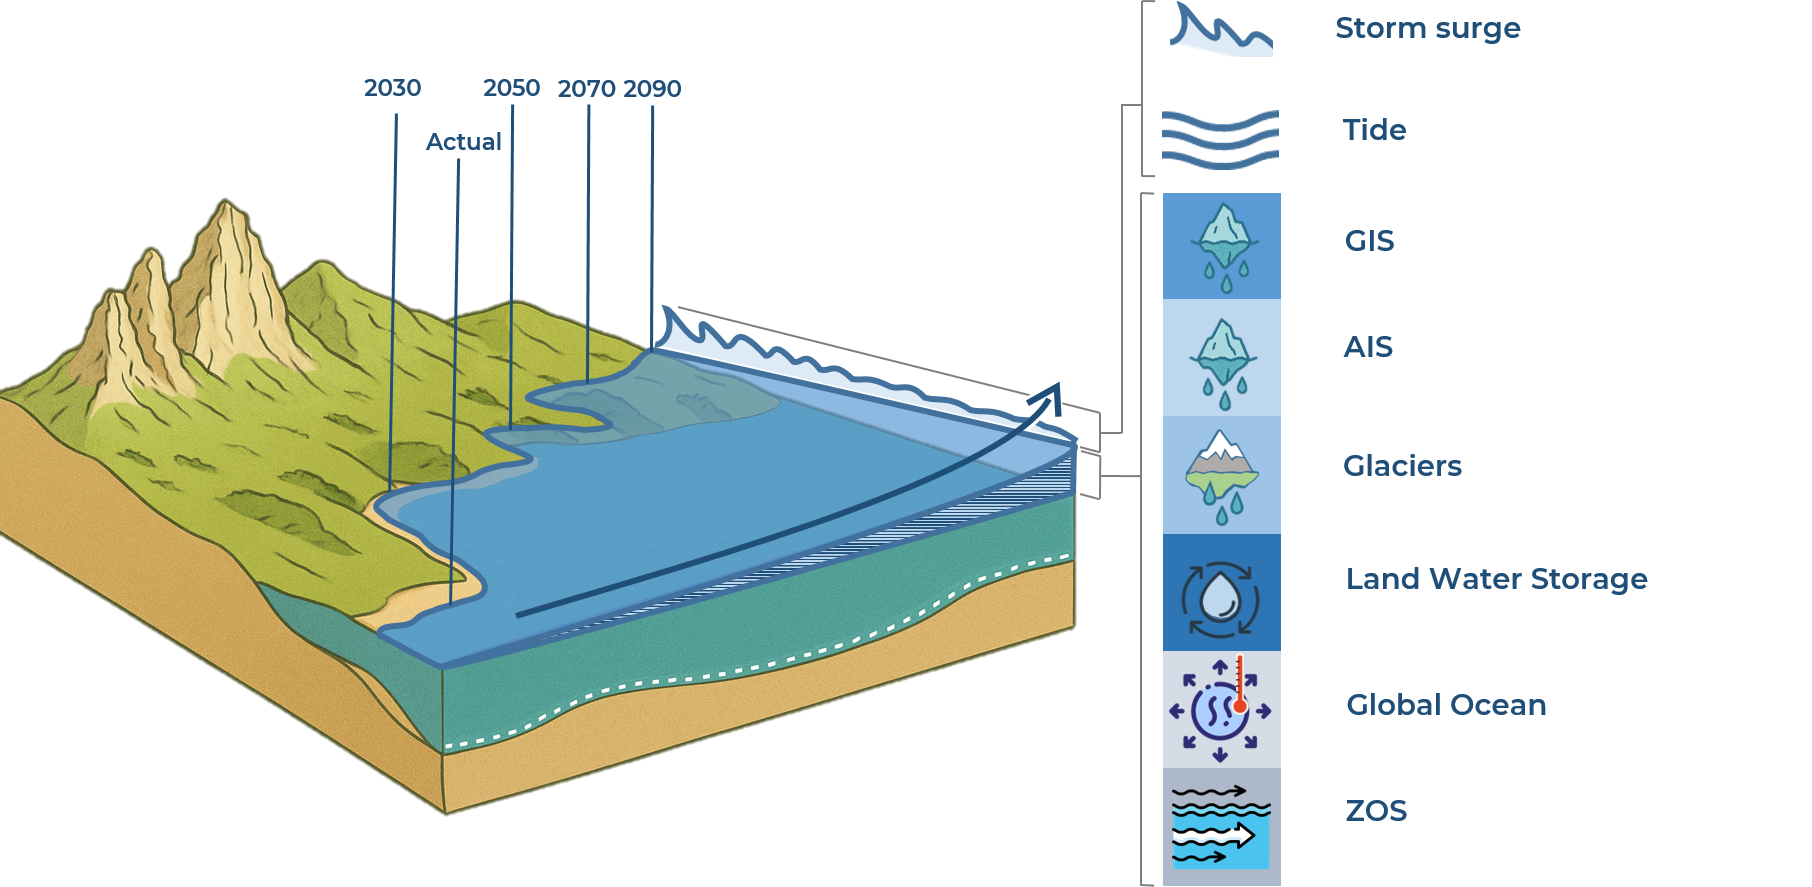 2030
2050
2070
2090
Actual
Storm surge
Tide
GIS
AIS
Glaciers
Land Water Storage
Global Ocean
ZOS